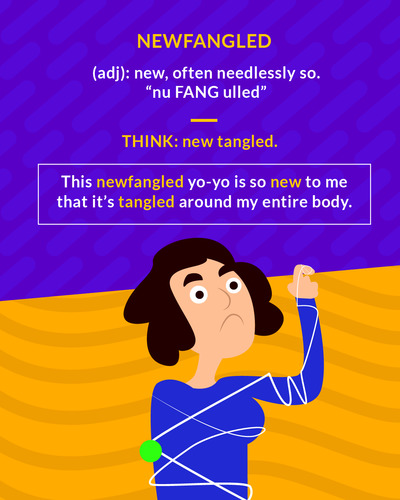 NEWFANGLED
(adj): new, often needlessly so.
“nu FANG ulled”
THINK: new tangled.
This newfangled yo-yo is so new to me
that it’s tangled around my entire body.